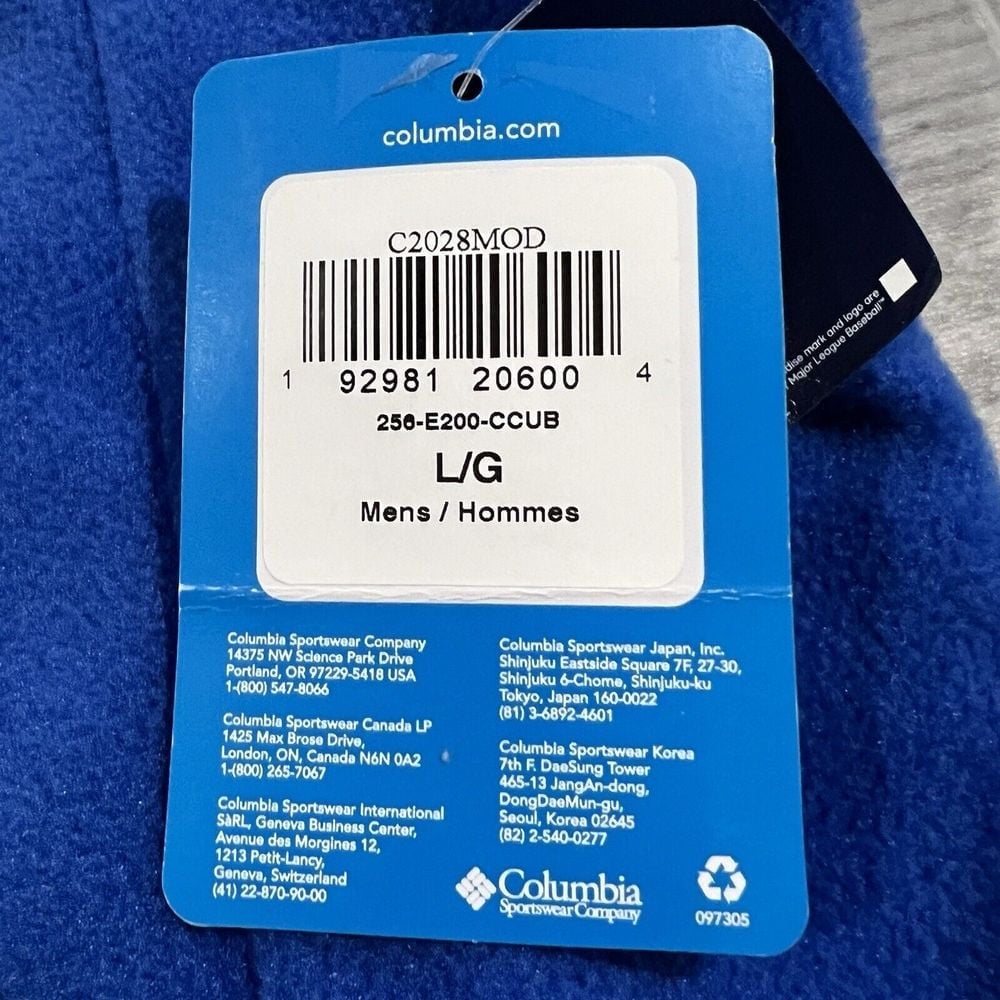 columbia.com
C2028MOD
1 92981 20600 4
256-E200-CCUB
L/G
Mens / Hommes
Columbia Sportswear Company
14375 NW Science Park Drive
Portland, OR 97229-5418 USA
1-(800) 547-8066
Columbia Sportswear Canada LP
1425 Max Brose Drive,
London, ON, Canada N6N 0A2
1-(800) 265-7067
Columbia Sportswear International
SàRL, Geneva Business Center,
Avenue des Morgines 12,
1213 Petit-Lancy,
Geneva, Switzerland
(41) 22-870-90-00
Columbia Sportswear Japan, Inc.
Shinjuku Eastside Square 7F, 27-30,
Shinjuku 6-Chome, Shinjuku-ku
Tokyo, Japan 160-0022
(81) 3-6892-4601
Columbia Sportswear Korea
7th F. DaeSung Tower
465-13 JangAn-dong,
DongDaeMun-gu,
Seoul, Korea 02645
(82) 2-540-0277
Columbia
Sportswear Company
097305
mark and logo are
Major League Baseball™